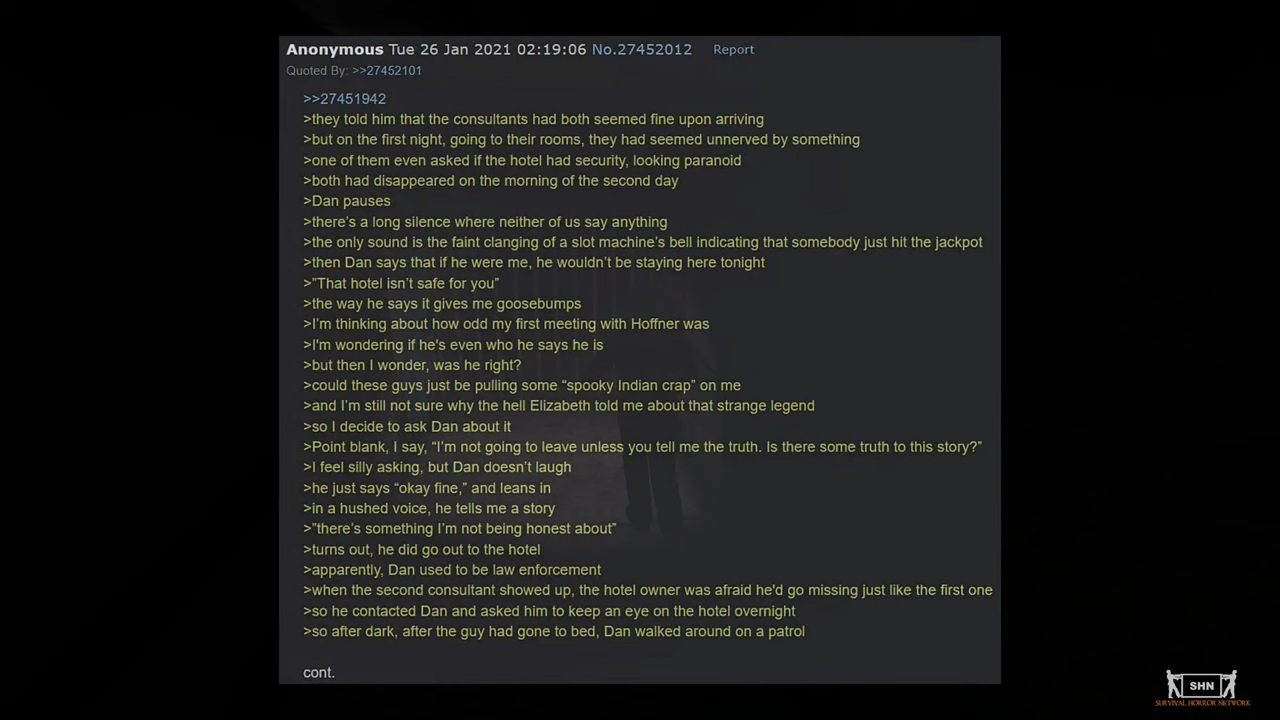 Anonymous Tue 26 Jan 2021 02:19:06 No.27452012 Report
Quoted By: >>27452101
>>27451942
>they told him that the consultants had both seemed fine upon arriving
>but on the first night, going to their rooms, they had seemed unnerved by something
>one of them even asked if the hotel had security, looking paranoid
>both had disappeared on the morning of the second day
>Dan pauses
>there's a long silence where neither of us say anything
>the only sound is the faint clanging of a slot machine's bell indicating that somebody just hit the jackpot
>then Dan says that if he were me, he wouldn't be staying here tonight
>"That hotel isn't safe for you"
>the way he says it gives me goosebumps
>I'm thinking about how odd my first meeting with Hoffner was
>I'm wondering if he's even who he says he is
>but then I wonder, was he right?
>could these guys just be pulling some “spooky Indian crap” on me
>and I'm still not sure why the hell Elizabeth told me about that strange legend
>so I decide to ask Dan about it
>Point blank, I say, “I'm not going to leave unless you tell me the truth. Is there some truth to this story?”
>I feel silly asking, but Dan doesn't laugh
>he just says “okay fine,” and leans in
>in a hushed voice, he tells me a story
>"there's something I'm not being honest about”
>turns out, he did go out to the hotel
>apparently, Dan used to be law enforcement
>when the second consultant showed up, the hotel owner was afraid he'd go missing just like the first one
>so he contacted Dan and asked him to keep an eye on the hotel overnight
>so after dark, after the guy had gone to bed, Dan walked around on a patrol
cont.
SHN
SURVIVAL HORROR NETWORK